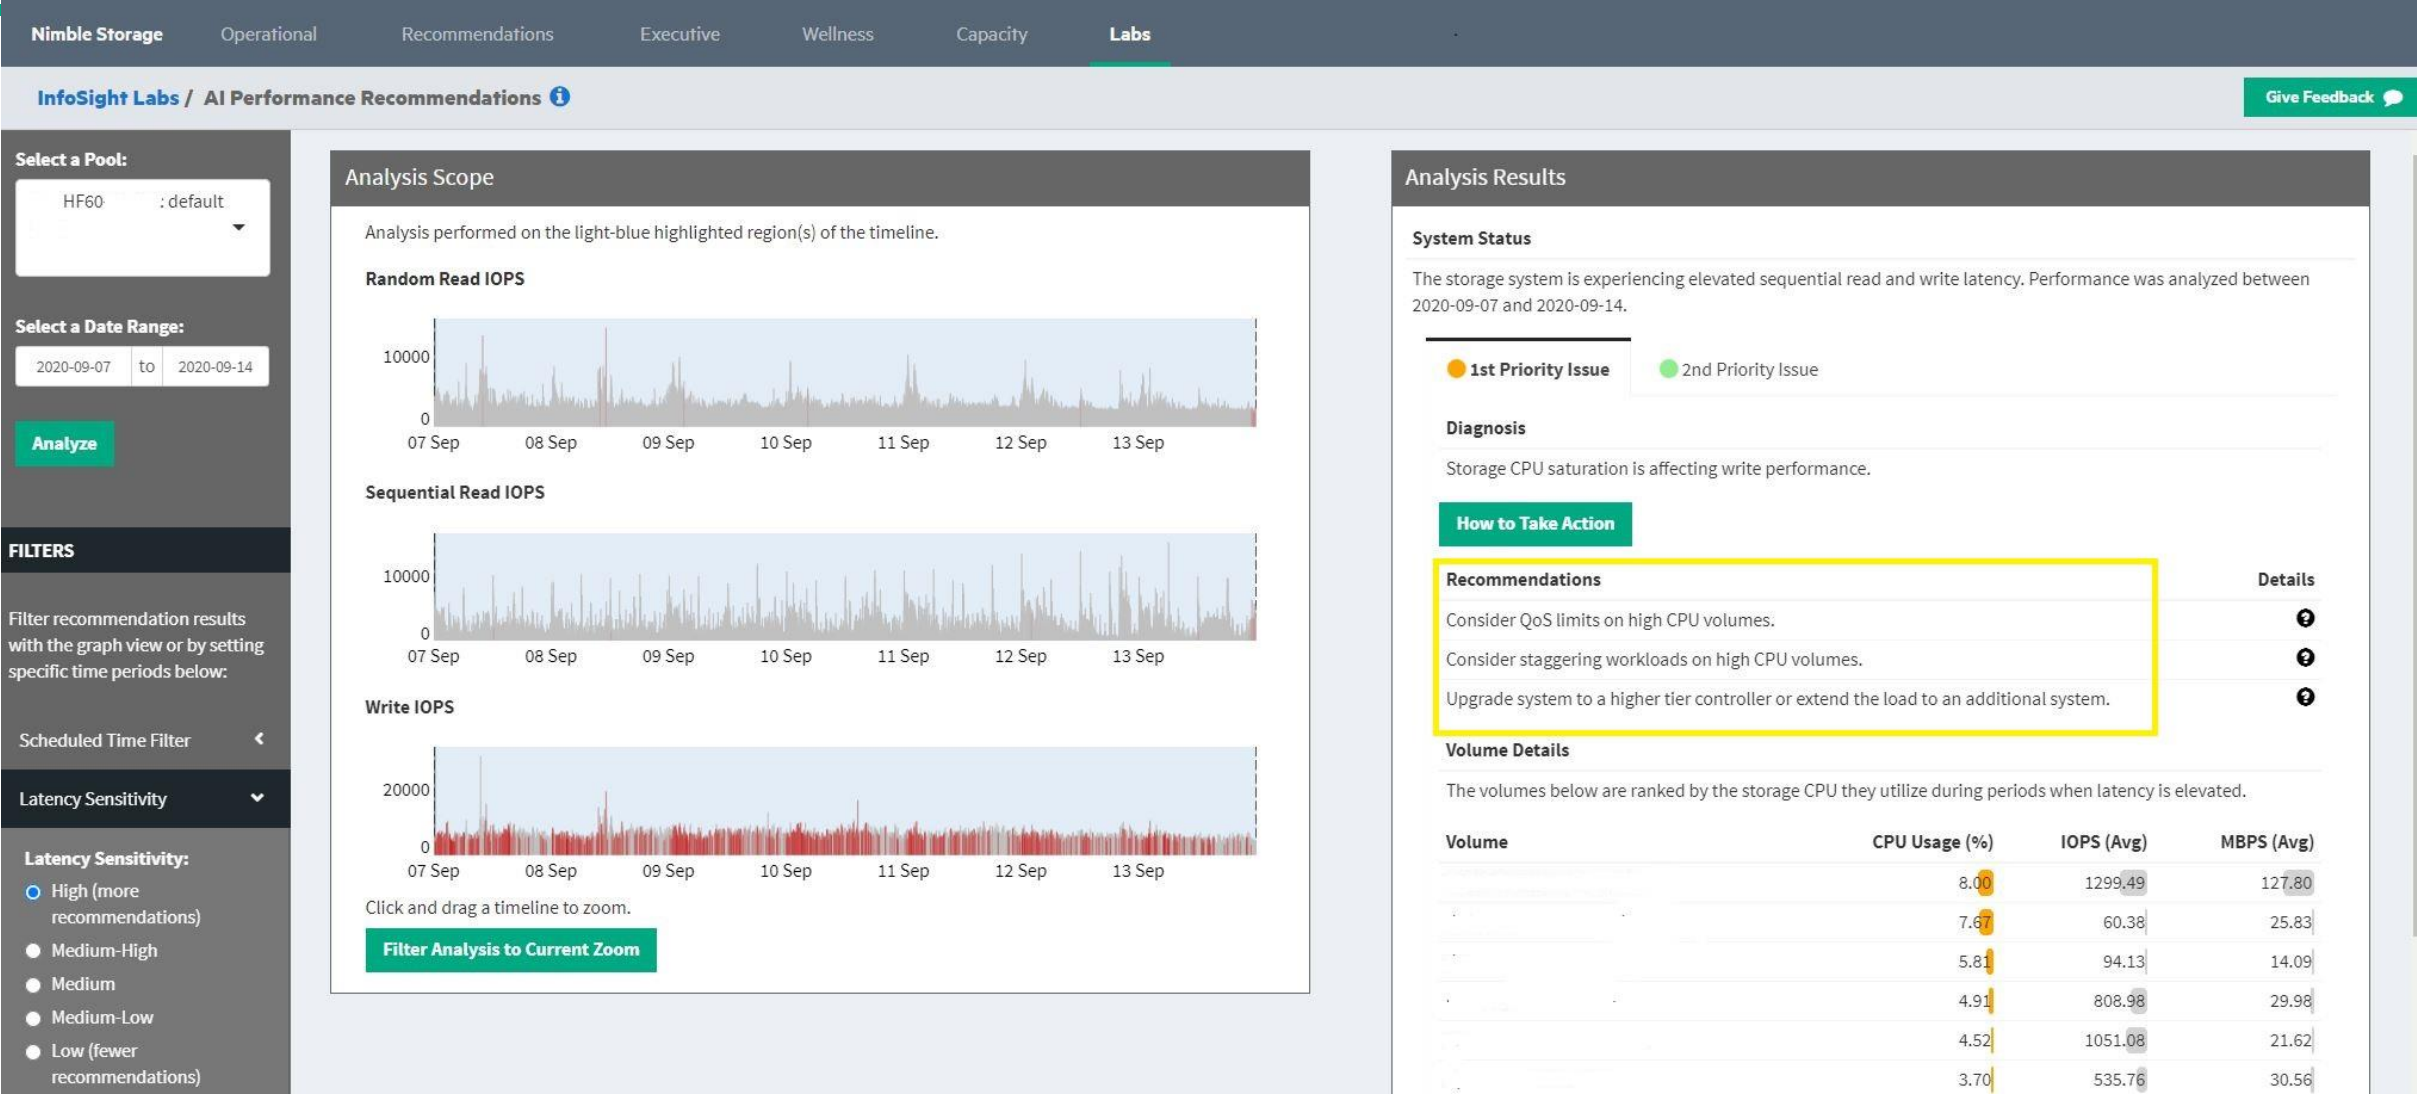 Nimble Storage Operational Recommendations Executive Wellness Capacity Labs
InfoSight Labs / AI Performance Recommendations
Give Feedback
Select a Pool:
HF60 : default
Select a Date Range:
2020-09-07 to 2020-09-14
Analyze
FILTERS
Filter recommendation results
with the graph view or by setting
specific time periods below:
Scheduled Time Filter
Latency Sensitivity
Latency Sensitivity:
High (more
recommendations)
Medium-High
Medium
Medium-Low
Low (fewer
recommendations)
Analysis Scope
Analysis performed on the light-blue highlighted region(s) of the timeline.
Random Read IOPS
10000
0
07 Sep 08 Sep 09 Sep 10 Sep 11 Sep 12 Sep 13 Sep
Sequential Read IOPS
10000
0
07 Sep 08 Sep 09 Sep 10 Sep 11 Sep 12 Sep 13 Sep
Write IOPS
20000
0
07 Sep 08 Sep 09 Sep 10 Sep 11 Sep 12 Sep 13 Sep
Click and drag a timeline to zoom.
Filter Analysis to Current Zoom
Analysis Results
System Status
The storage system is experiencing elevated sequential read and write latency. Performance was analyzed between
2020-09-07 and 2020-09-14.
1st Priority Issue 2nd Priority Issue
Diagnosis
Storage CPU saturation is affecting write performance.
How to Take Action
Recommendations Details
Consider QoS limits on high CPU volumes.
Consider staggering workloads on high CPU volumes.
Upgrade system to a higher tier controller or extend the load to an additional system.
Volume Details
The volumes below are ranked by the storage CPU they utilize during periods when latency is elevated.
Volume CPU Usage (%) IOPS (Avg) MBPS (Avg)
8.00 1299.49 127.80
7.67 60.38 25.83
5.81 94.13 14.09
4.91 808.98 29.98
4.52 1051.08 21.62
3.70 535.76 30.56